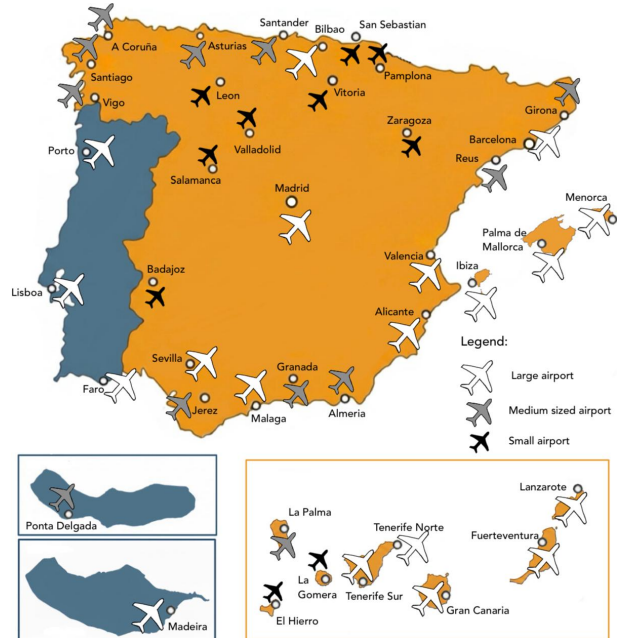 Santander
San Sebastian
Bilbao
A Coruña
Asturias
Santiago
Pamplona
Leon
Vitoria
Vigo
Girona
Zaragoza
Barcelona
Porto
Valladolid
Reus
Salamanca
Madrid
Menorca
Palma de
Mallorca
Valencia
Ibiza
Badajoz
Lisboa
Alicante
Legend:
Sevilla
Granada
Large airport
Faro
Jerez
Malaga
Almeria
Medium sized airport
Small airport
Ponta Delgada
Madeira
La Palma
Tenerife Norte
Lanzarote
Fuerteventura
La
Gomera
Tenerife Sur
Gran Canaria
El Hierro